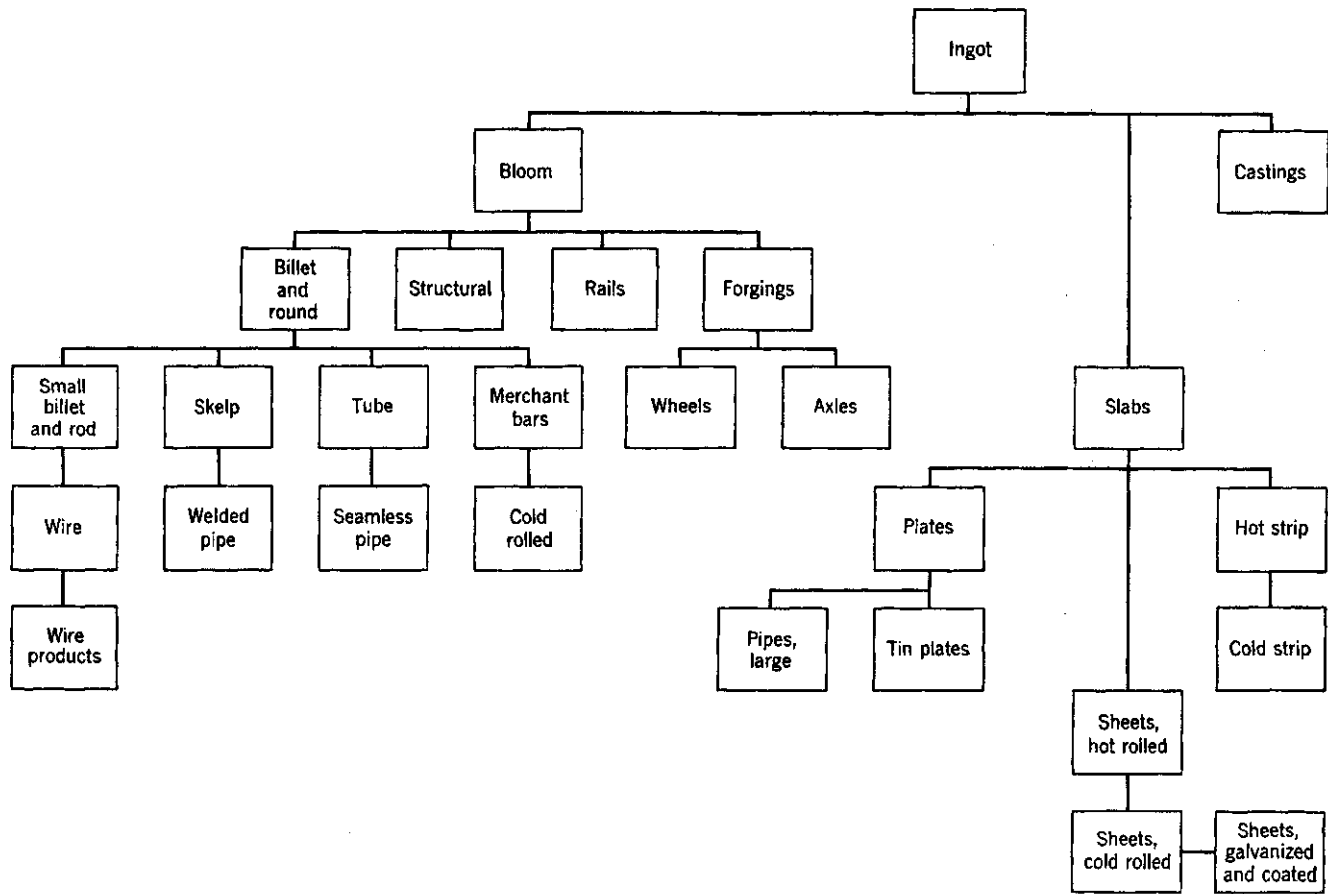 Ingot
Bloom
Castings
Billet
and
round
Structural
Rails
Forgings
Small
billet
and rod
Skelp
Tube
Merchant
bars
Wheels
Axles
Slabs
Wire
Welded
pipe
Seamless
pipe
Cold
rolled
Plates
Hot strip
Wire
products
Pipes,
large
Tin plates
Cold strip
Sheets,
hot rolled
Sheets,
cold rolled
Sheets,
galvanized
and coated